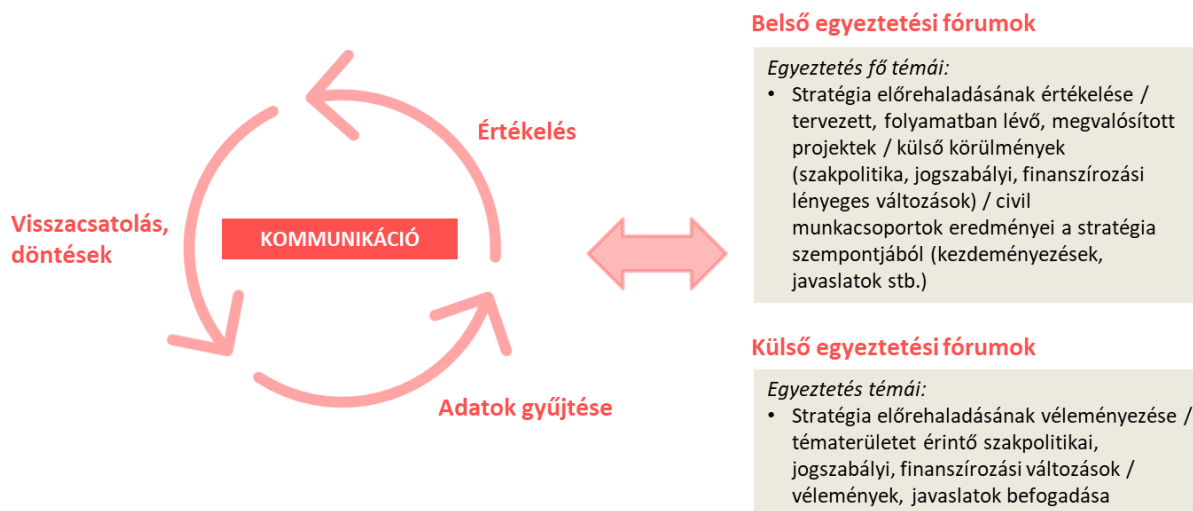 Értékelés
Visszacsatolás,
döntések
KOMMUNIKÁCIÓ
Adatok gyűjtése
Belső egyeztetési fórumok
Egyeztetés fő témái:
• Stratégia előrehaladásának értékelése /
tervezett, folyamatban lévő, megvalósított
projektek / külső körülmények
(szakpolitika, jogszabályi, finanszírozási
lényeges változások) / civil
munkacsoportok eredményei a stratégia
szempontjából (kezdeményezések,
javaslatok stb.)
Külső egyeztetési fórumok
Egyeztetés témái:
• Stratégia előrehaladásának véleményezése /
tématerületet érintő szakpolitikai,
jogszabályi, finanszírozási változások /
vélemények, javaslatok befogadása